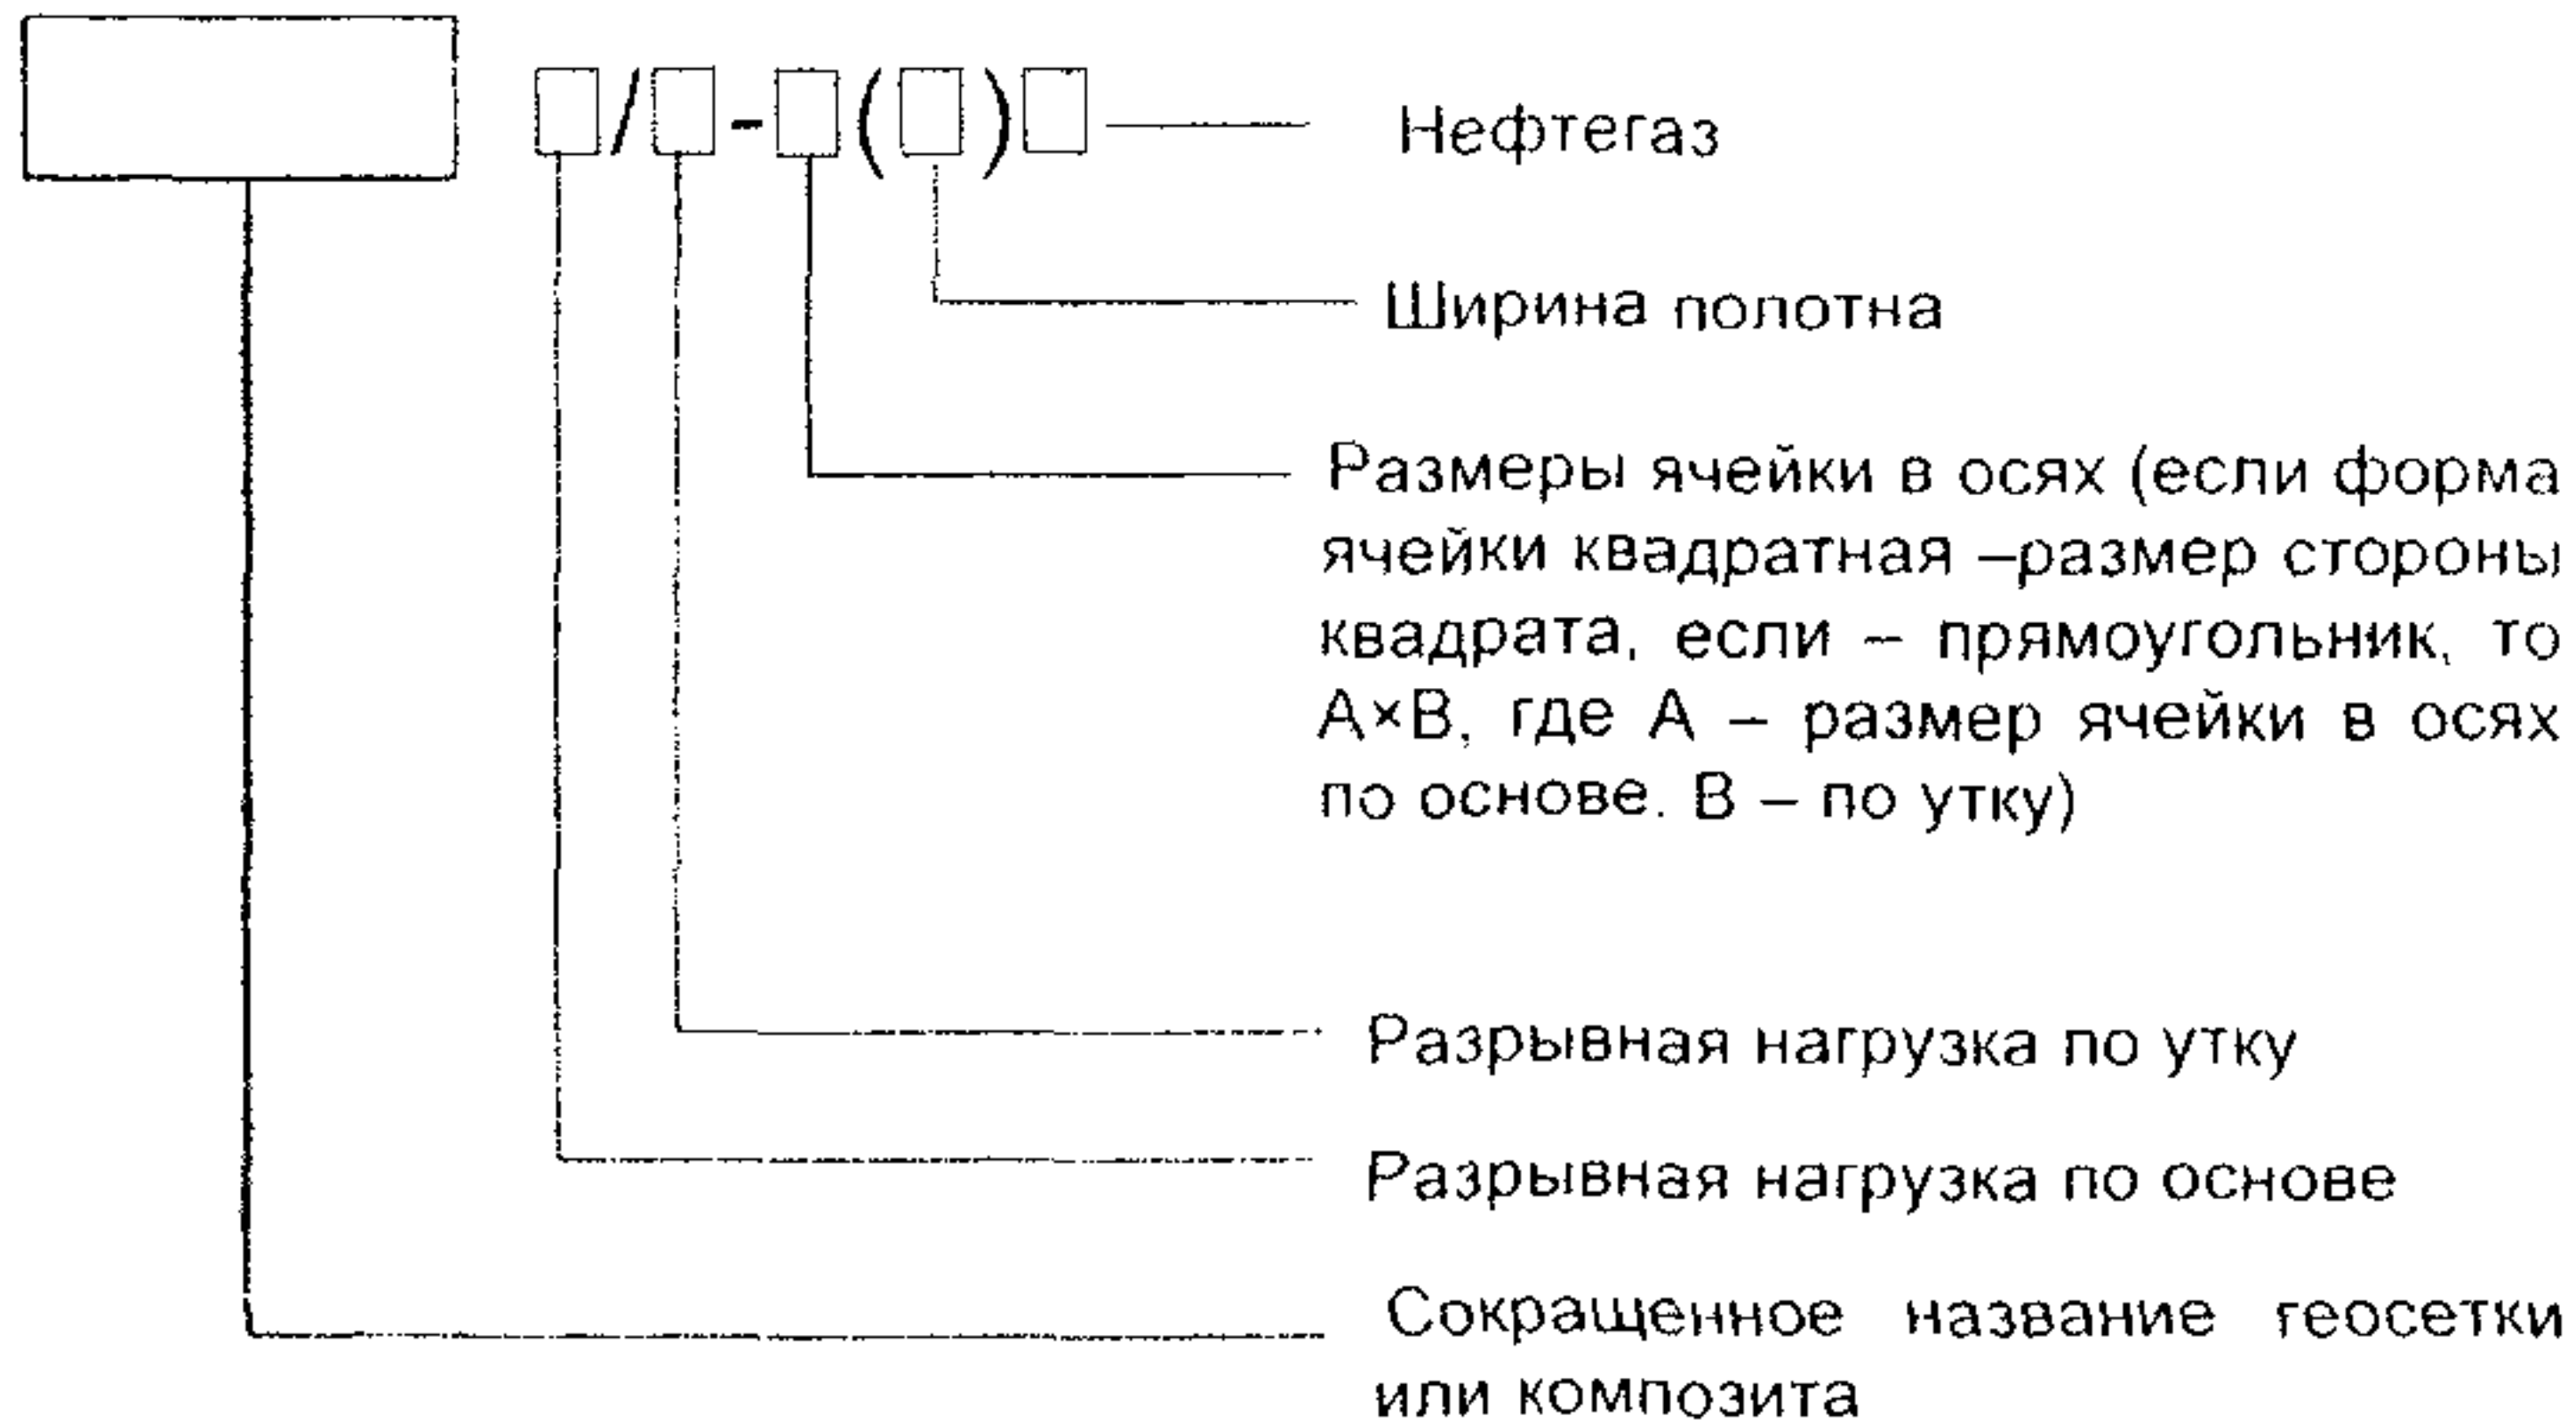 / - ( ) Нефтегаз
Ширина полотна
Размеры ячейки в осях (если форма
ячейки квадратная –размер стороны
квадрата, если – прямоугольник, то
А×В, где А – размер ячейки в осях
по основе. В – по утку)
Разрывная нагрузка по утку
Разрывная нагрузка по основе
Сокращенное название геосетки
или композита